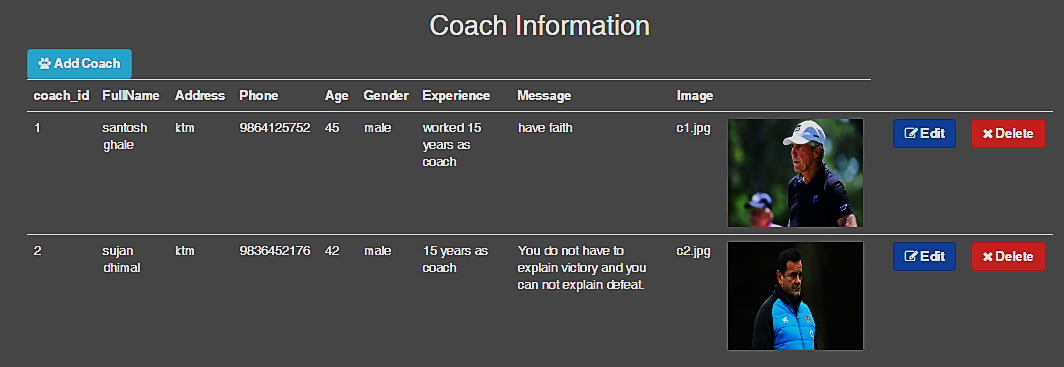 Coach Information
Add Coach
coach_id FullName Address Phone Age Gender Experience Message Image
1 santosh ktm 9864125752 45 male worked 15 have faith c1.jpg Edit Delete
ghale years as
coach
2 sujan ktm 9836452176 42 male 15 years as You do not have to c2.jpg Edit Delete
dhimal coach explain victory and you
can not explain defeat.